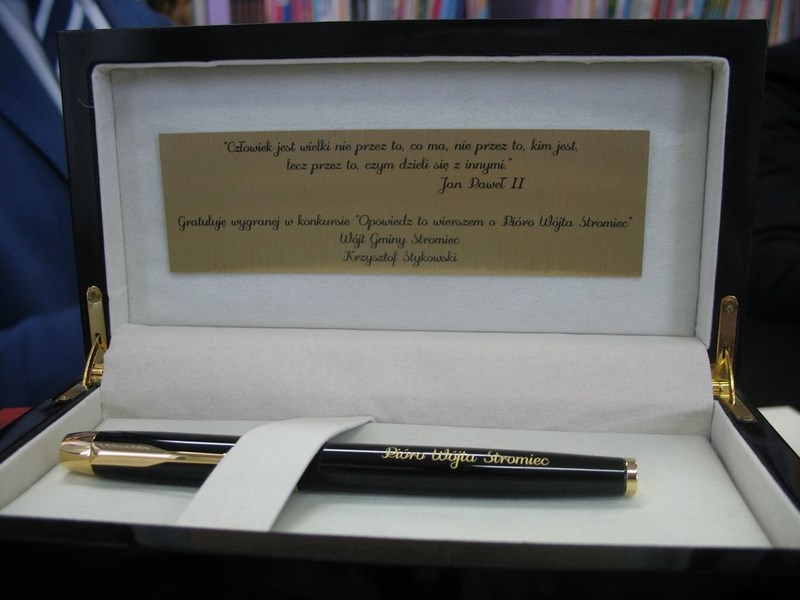 "Człowiek jest wielki nie przez to, co ma, nie przez to, kim jest,
lecz przez to, czym dzieli się z innymi."
Jan Paweł II
Gratuluję wygranej w konkursie "Opowiedz to wierszem o Pióro Wójta Stromiec"
Wójt Gminy Stromiec
Krzysztof Stykowski
Pióro Wójta Stromiec